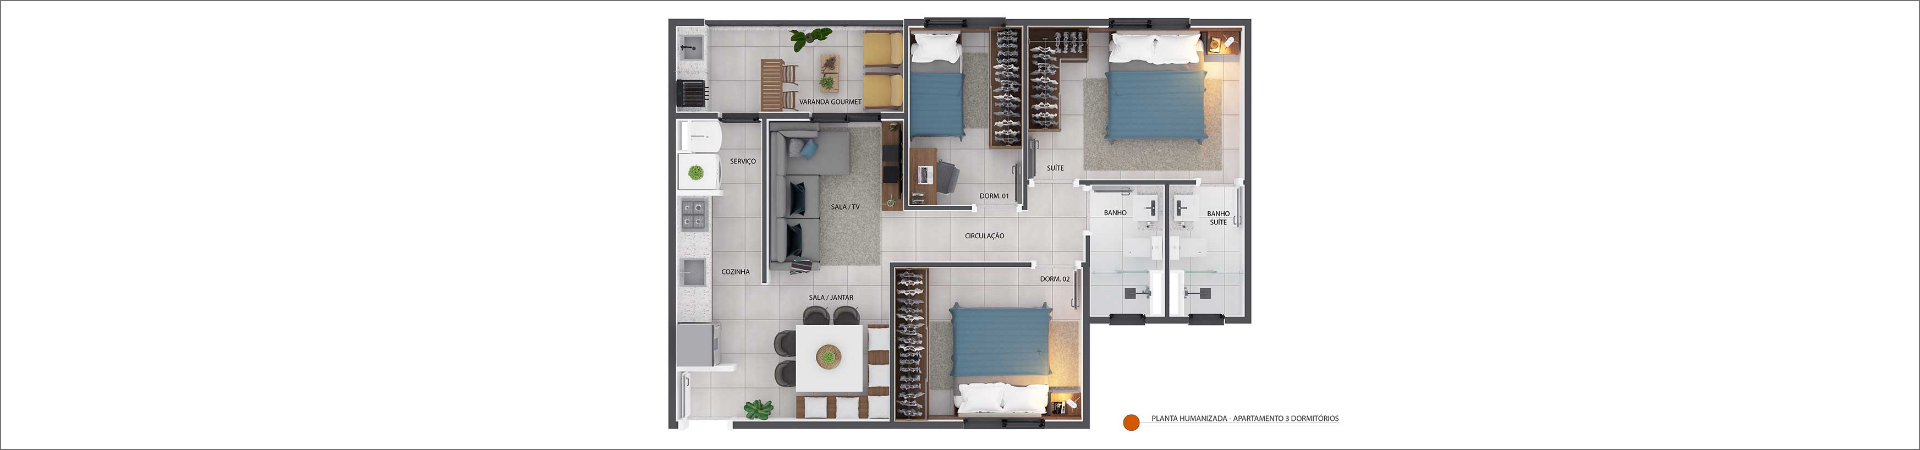 VARANDA GOURMET
SERVIÇO
SUÍTE
DORM. 01
SALA / TV
BANHO
BANHO
SUÍTE
CIRCULAÇÃO
COZINHA
DORM. 02
SALA / JANTAR
PLANTA HUMANIZADA - APARTAMENTO 3 DORMITÓRIOS